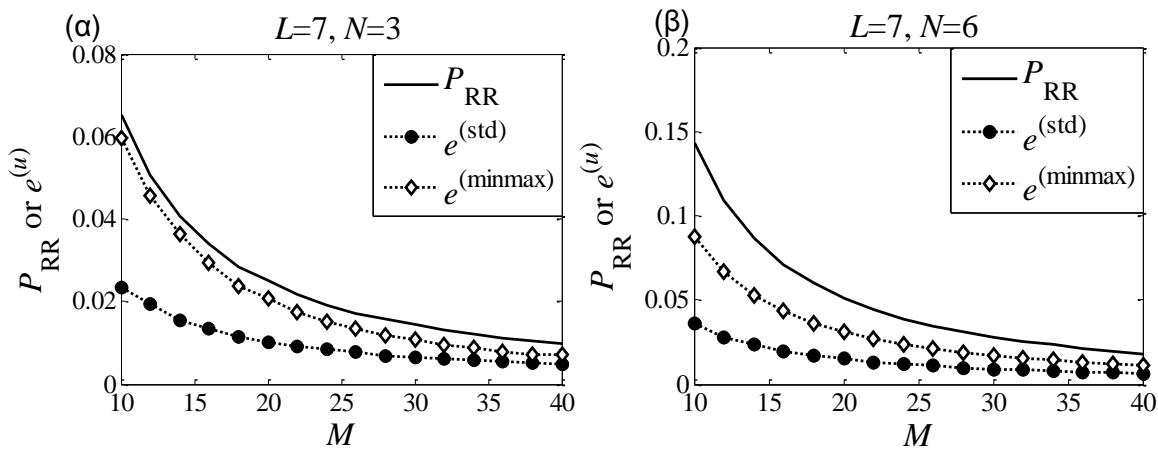 (α)
L=7, N=3
0.08
0.06
0.04
0.02
0
10 15 20 25 30 35 40
M
P_RR or e^(u)
P_RR
e^(std)
e^(minmax)
(β)
L=7, N=6
0.2
0.15
0.1
0.05
0
10 15 20 25 30 35 40
M
P_RR or e^(u)
P_RR
e^(std)
e^(minmax)